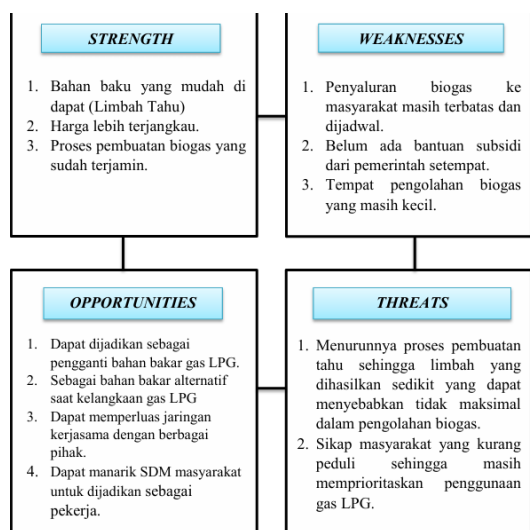 STRENGTH
1. Bahan baku yang mudah di
dapat (Limbah Tahu)
2. Harga lebih terjangkau.
3. Proses pembuatan biogas yang
sudah terjamin.
WEAKNESSES
1. Penyaluran biogas ke
masyarakat masih terbatas dan
dijadwal.
2. Belum ada bantuan subsidi
dari pemerintah setempat.
3. Tempat pengolahan biogas
yang masih kecil.
OPPORTUNITIES
1. Dapat dijadikan sebagai
pengganti bahan bakar gas LPG.
2. Sebagai bahan bakar alternatif
saat kelangkaan gas LPG
3. Dapat memperluas jaringan
kerjasama dengan berbagai
pihak.
4. Dapat manarik SDM masyarakat
untuk dijadikan sebagai
pekerja.
THREATS
1. Menurunnya proses pembuatan
tahu sehingga limbah yang
dihasilkan sedikit yang dapat
menyebabkan tidak maksimal
dalam pengolahan biogas.
2. Sikap masyarakat yang kurang
peduli sehingga masih
memprioritaskan penggunaan
gas LPG.